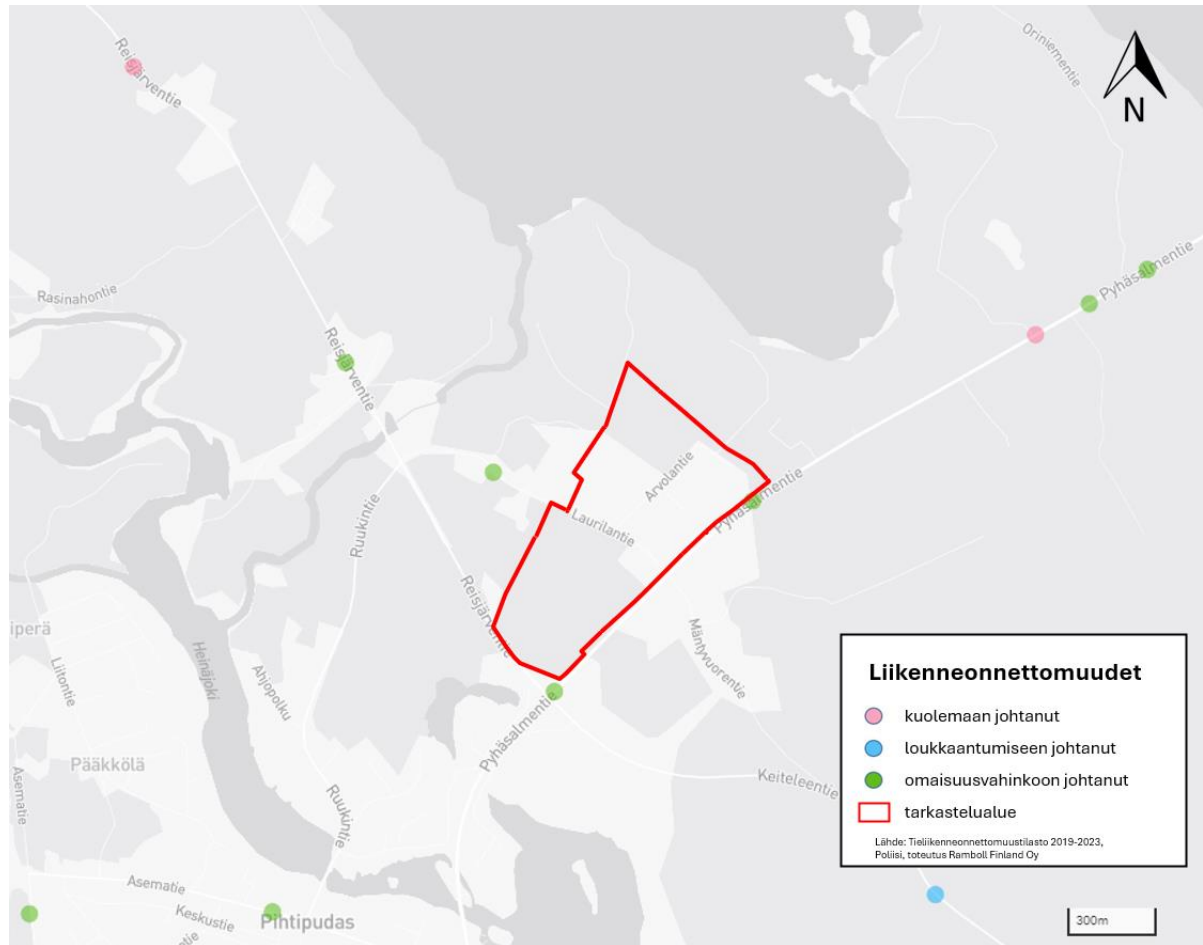 Reisjärventie
Oriniementie
N
Rasinahontie
Pyhäsalmentie
Reisjärventie
Arvolantie
Pyhäsalmentie
Laurilantie
Ruukintie
Reisjärventie
iperä
Liitontie
Heinäjoki
Ahjopolku
Mäntyvuorentie
Pyhäsalmentie
Pääkkölä
Asematie
Ruukintie
Keiteleentie
Asematie
Keskustie
Pihtipudas
Liikenneonnettomuudet
kuolemaan johtanut
loukkaantumiseen johtanut
omaisuusvahinkoon johtanut
tarkastelualue
Lähde: Tieliikenneonnettomuustilasto 2019-2023,
Poliisi, toteutus Ramboll Finland Oy
300m